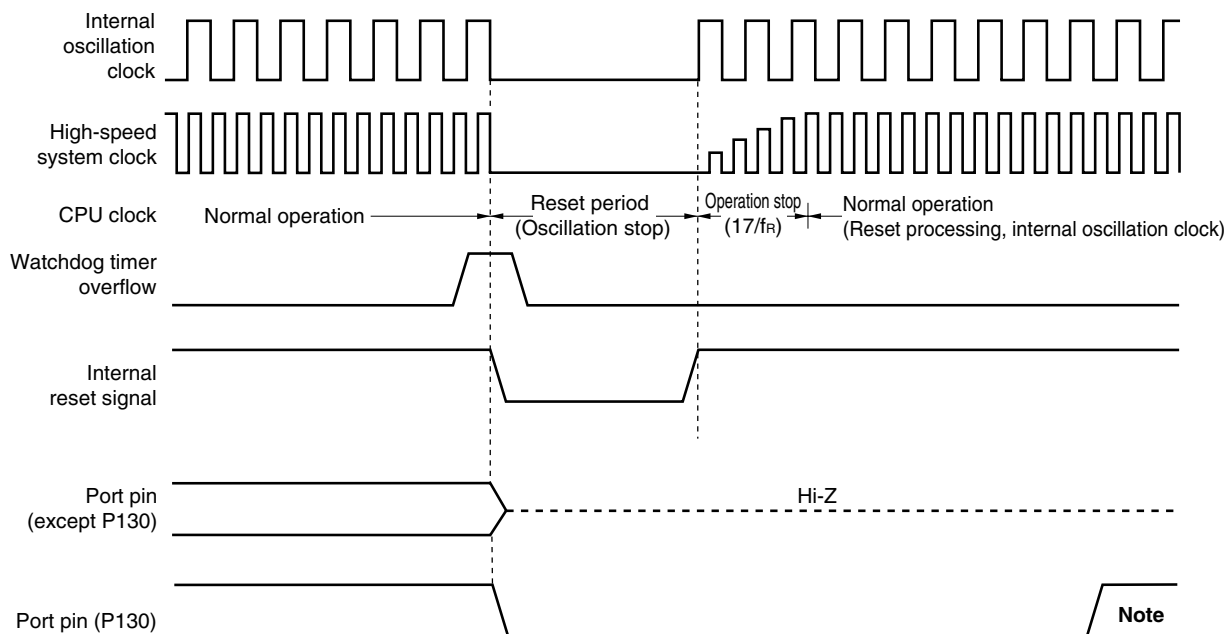 Internal
oscillation
clock
High-speed
system clock
CPU clock
Normal operation
Reset period
(Oscillation stop)
Operation stop
(17/fR)
Normal operation
(Reset processing, internal oscillation clock)
Watchdog timer
overflow
Internal
reset signal
Port pin
(except P130)
Hi-Z
Port pin (P130)
Note